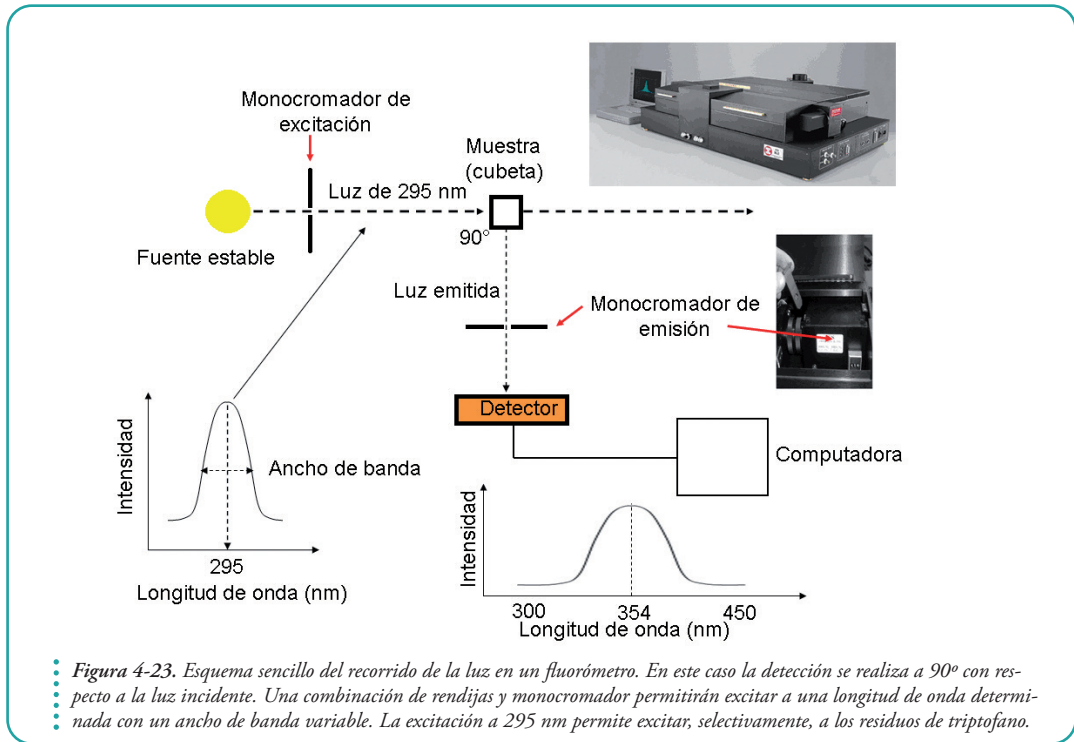 Monocromador de
excitación
Muestra
(cubeta)
Luz de 295 nm
90°
Fuente estable
Luz emitida
Monocromador de
emisión
Detector
Computadora
Intensidad
Ancho de banda
295
Longitud de onda (nm)
Intensidad
300 354 450
Longitud de onda (nm)
Figura 4-23. Esquema sencillo del recorrido de la luz en un fluorómetro. En este caso la detección se realiza a 90º con res-
pecto a la luz incidente. Una combinación de rendijas y monocromador permitirán excitar a una longitud de onda determi-
nada con un ancho de banda variable. La excitación a 295 nm permite excitar, selectivamente, a los residuos de triptofano.